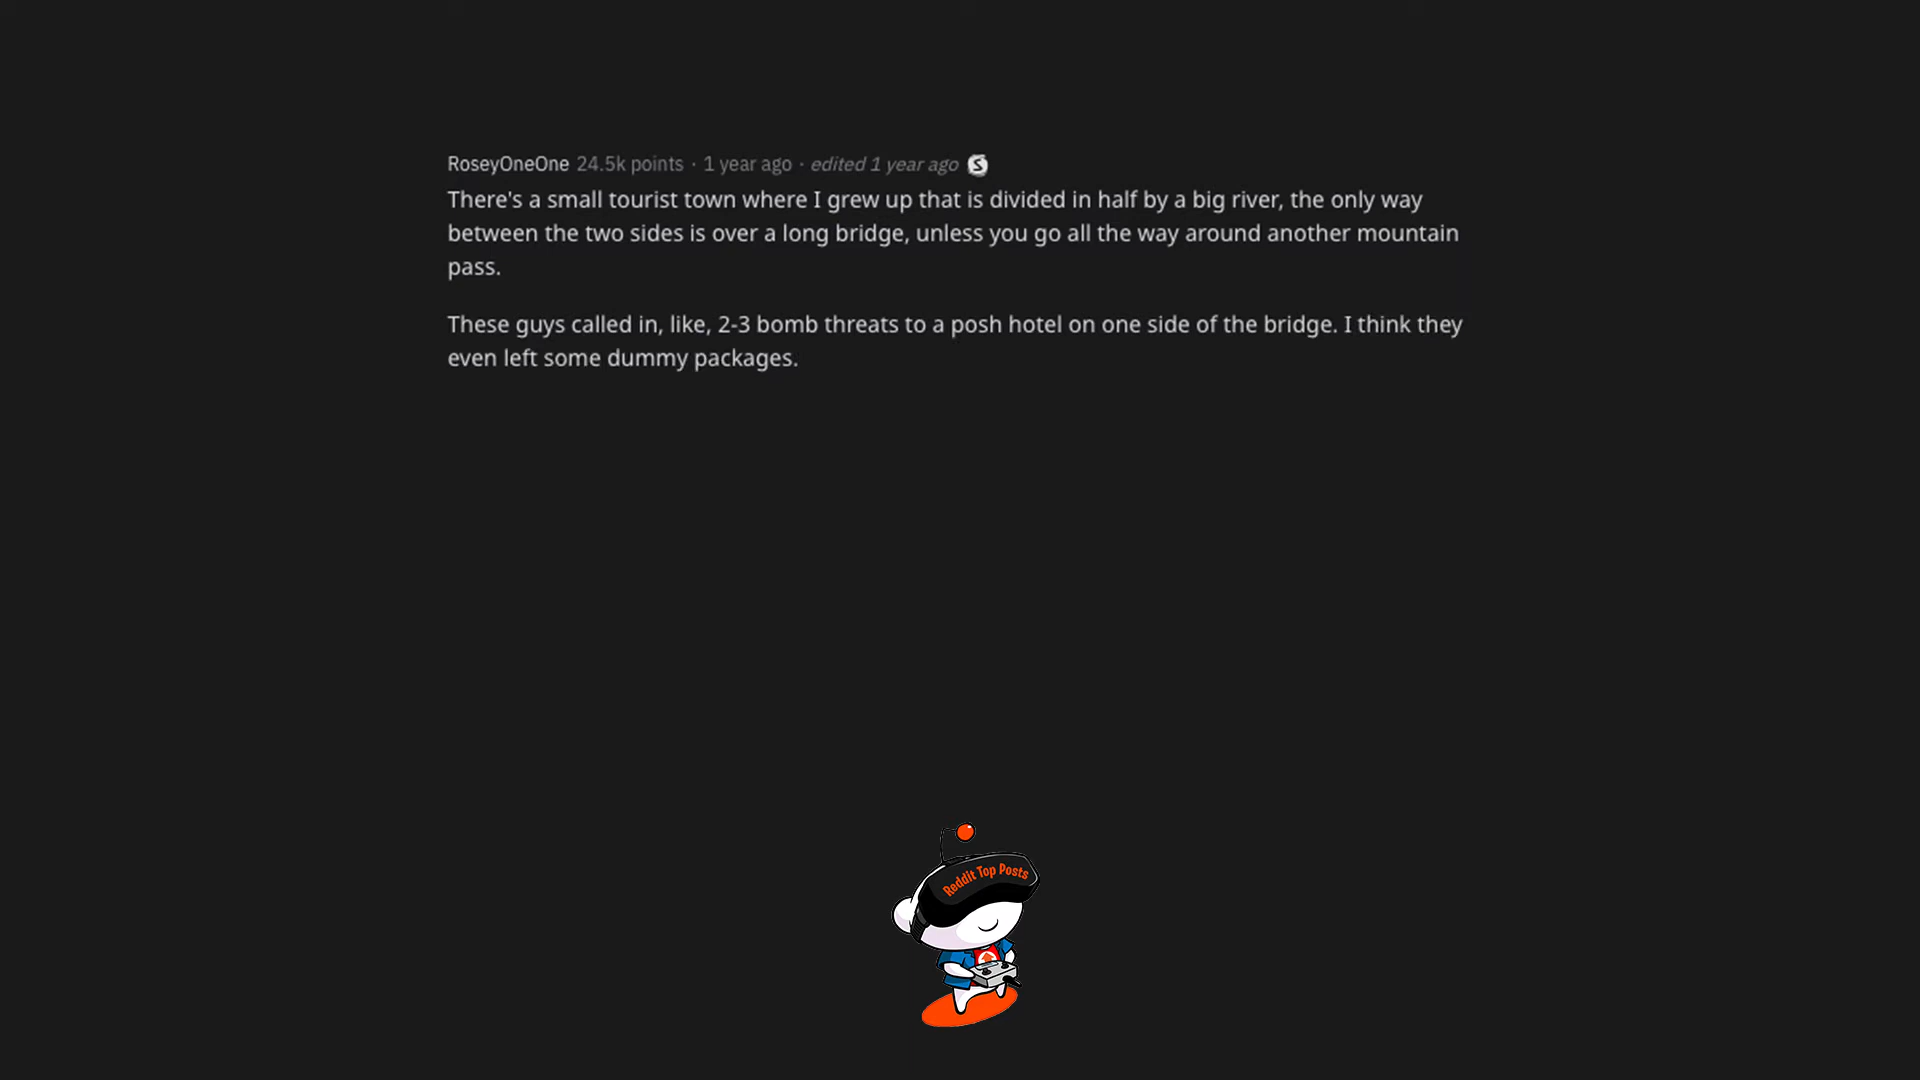 RoseyOneOne 24.5k points · 1 year ago · edited 1 year ago S
There's a small tourist town where I grew up that is divided in half by a big river, the only way
between the two sides is over a long bridge, unless you go all the way around another mountain
pass.
These guys called in, like, 2-3 bomb threats to a posh hotel on one side of the bridge. I think they
even left some dummy packages.
Reddit Top Posts